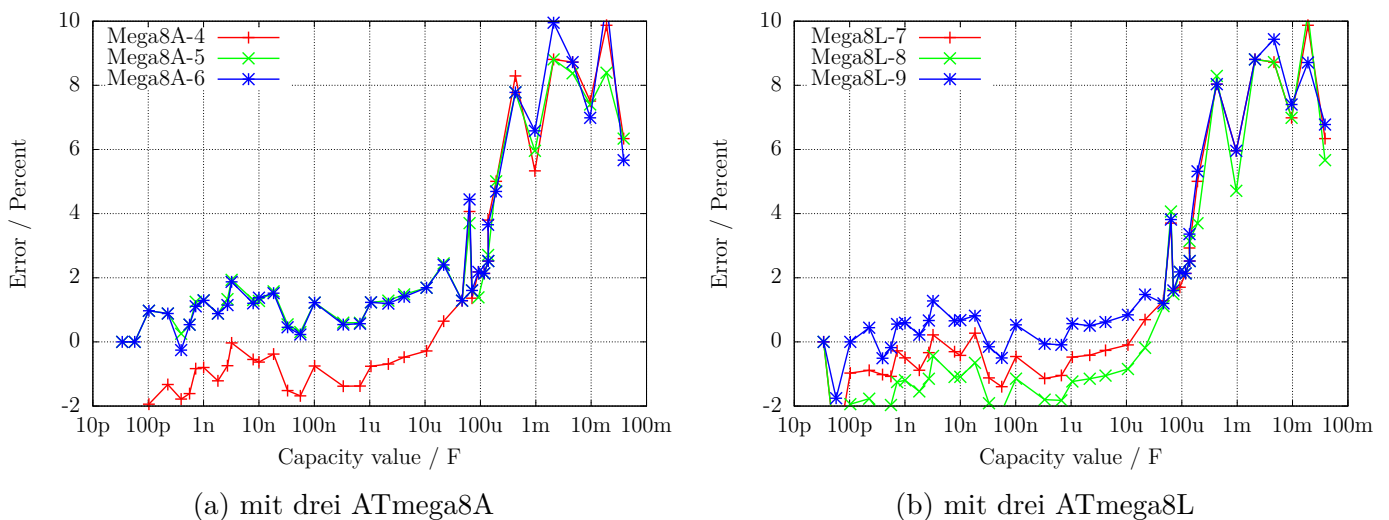 10
8
6
4
2
0
-2
Error / Percent
Mega8A-4
Mega8A-5
Mega8A-6
10p 100p 1n 10n 100n 1u 10u 100u 1m 10m 100m
Capacity value / F
(a) mit drei ATmega8A
10
8
6
4
2
0
-2
Error / Percent
Mega8L-7
Mega8L-8
Mega8L-9
10p 100p 1n 10n 100n 1u 10u 100u 1m 10m 100m
Capacity value / F
(b) mit drei ATmega8L